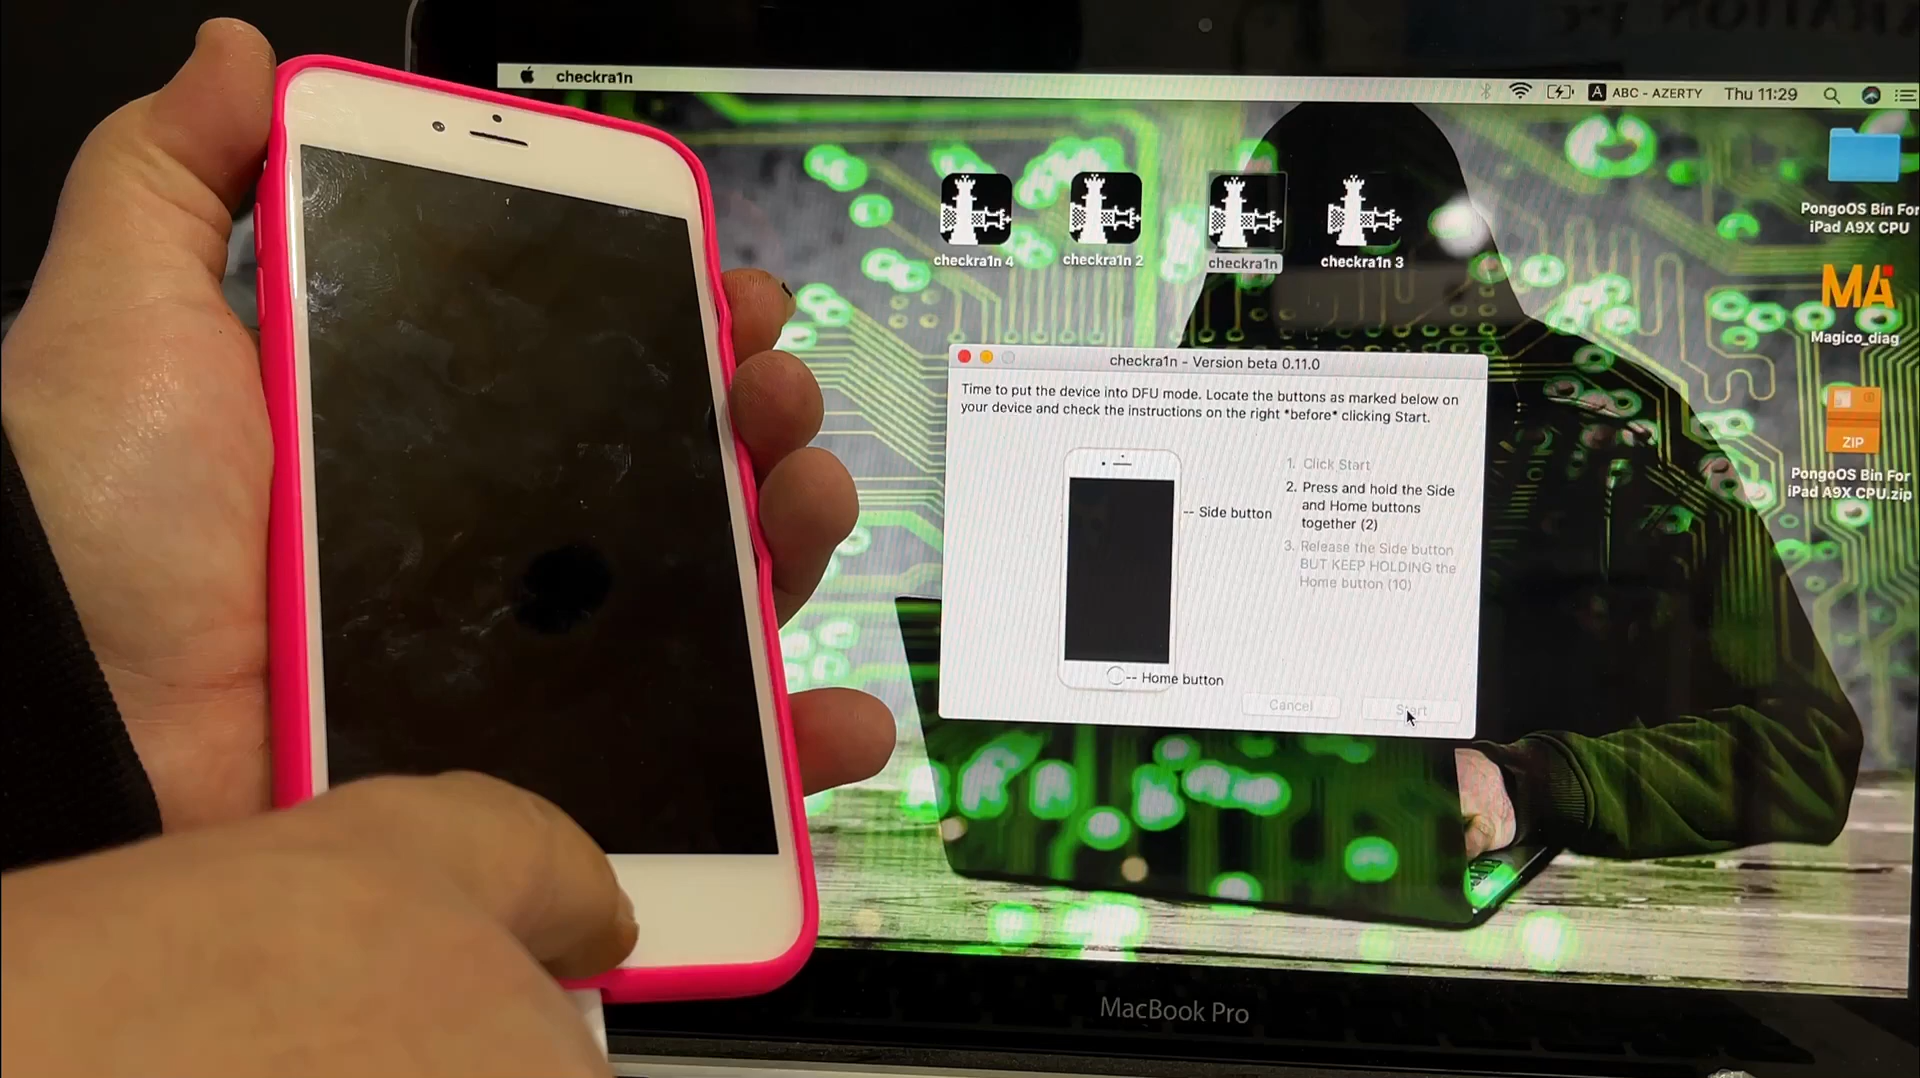 checkra1n
ABC - AZERTY
Thu 11:29
checkra1n 4
checkra1n 2
checkra1n
checkra1n 3
PongoOS Bin For
iPad A9X CPU
MA
Magico_diag
ZIP
PongoOS Bin For
iPad A9X CPU.zip
checkra1n - Version beta 0.11.0
Time to put the device into DFU mode. Locate the buttons as marked below on
your device and check the instructions on the right *before* clicking Start.
1. Click Start
2. Press and hold the Side
and Home buttons
together (2)
3. Release the Side button
BUT KEEP HOLDING the
Home button (10)
-- Side button
-- Home button
Cancel
Start
MacBook Pro